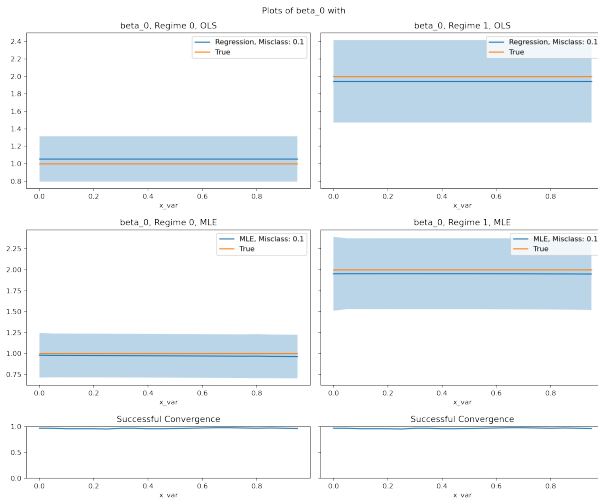 Plots of beta_0 with
beta_0, Regime 0, OLS
beta_0, Regime 1, OLS
2.4
2.2
2.0
1.8
1.6
1.4
1.2
1.0
0.8
Regression, Misclass: 0.1
True
Regression, Misclass: 0.1
True
0.0 0.2 0.4 0.6 0.8
x_var
0.0 0.2 0.4 0.6 0.8
x_var
beta_0, Regime 0, MLE
beta_0, Regime 1, MLE
2.25
2.00
1.75
1.50
1.25
1.00
0.75
MLE, Misclass: 0.1
True
MLE, Misclass: 0.1
True
0.0 0.2 0.4 0.6 0.8
x_var
0.0 0.2 0.4 0.6 0.8
x_var
Successful Convergence
Successful Convergence
1.0
0.5
0.0
0.0 0.2 0.4 0.6 0.8
x_var
0.0 0.2 0.4 0.6 0.8
x_var